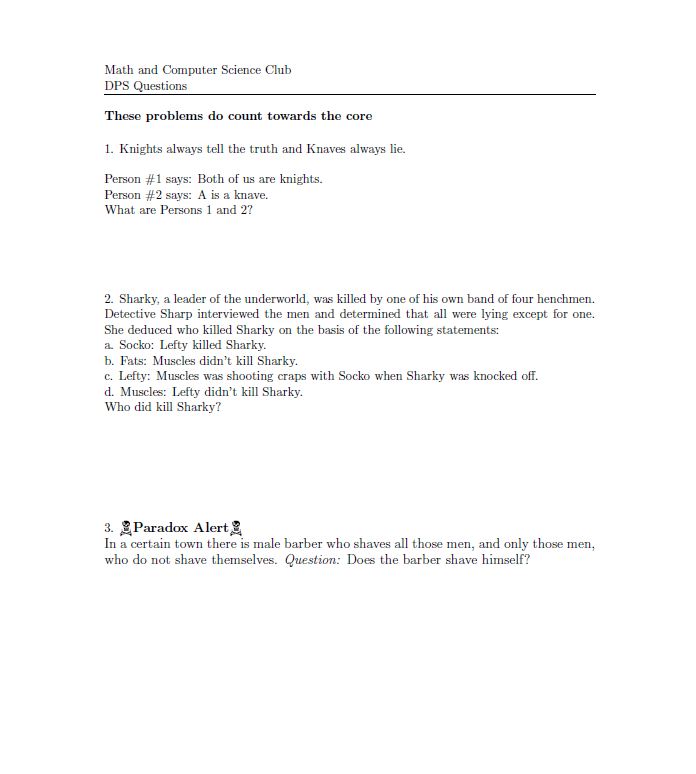 Math and Computer Science Club
DPS Questions
These problems do count towards the core
1. Knights always tell the truth and Knaves always lie.
Person #1 says: Both of us are knights.
Person #2 says: A is a knave.
What are Persons 1 and 2?
2. Sharky, a leader of the underworld, was killed by one of his own band of four henchmen.
Detective Sharp interviewed the men and determined that all were lying except for one.
She deduced who killed Sharky on the basis of the following statements:
a. Socko: Lefty killed Sharky.
b. Fats: Muscles didn't kill Sharky.
c. Lefty: Muscles was shooting craps with Socko when Sharky was knocked off.
d. Muscles: Lefty didn't kill Sharky.
Who did kill Sharky?
3. ☠Paradox Alert☠
In a certain town there is male barber who shaves all those men, and only those men,
who do not shave themselves. Question: Does the barber shave himself?